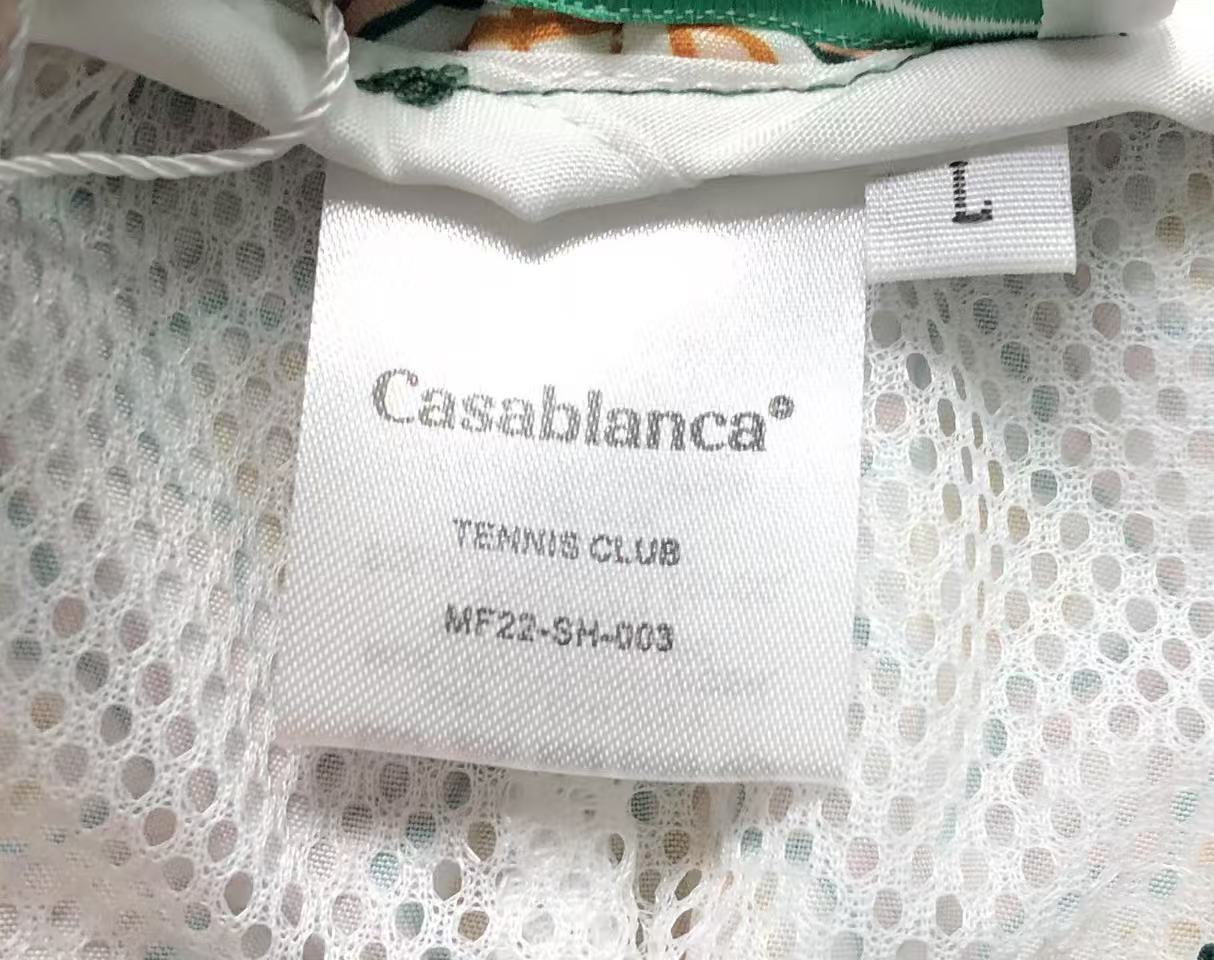 L
Casablanca®
TENNIS CLUB
MF22-SH-003